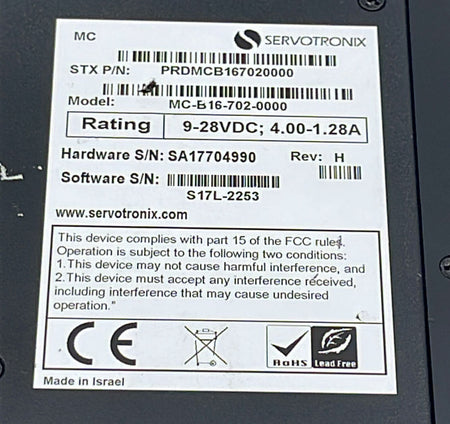 MC
SERVOTRONIX
STX P/N: PRDMCB167020000
Model: MC-B16-702-0000
Rating 9-28VDC; 4.00-1.28A
Hardware S/N: SA17704990 Rev: H
Software S/N:
S17L-2253
www.servotronix.com
This device complies with part 15 of the FCC rules.
Operation is subject to the following two conditions:
1.This device may not cause harmful interference, and
2.This device must accept any interference received,
including interference that may cause undesired
operation."
CE
RoHS Lead Free
Made in Israel